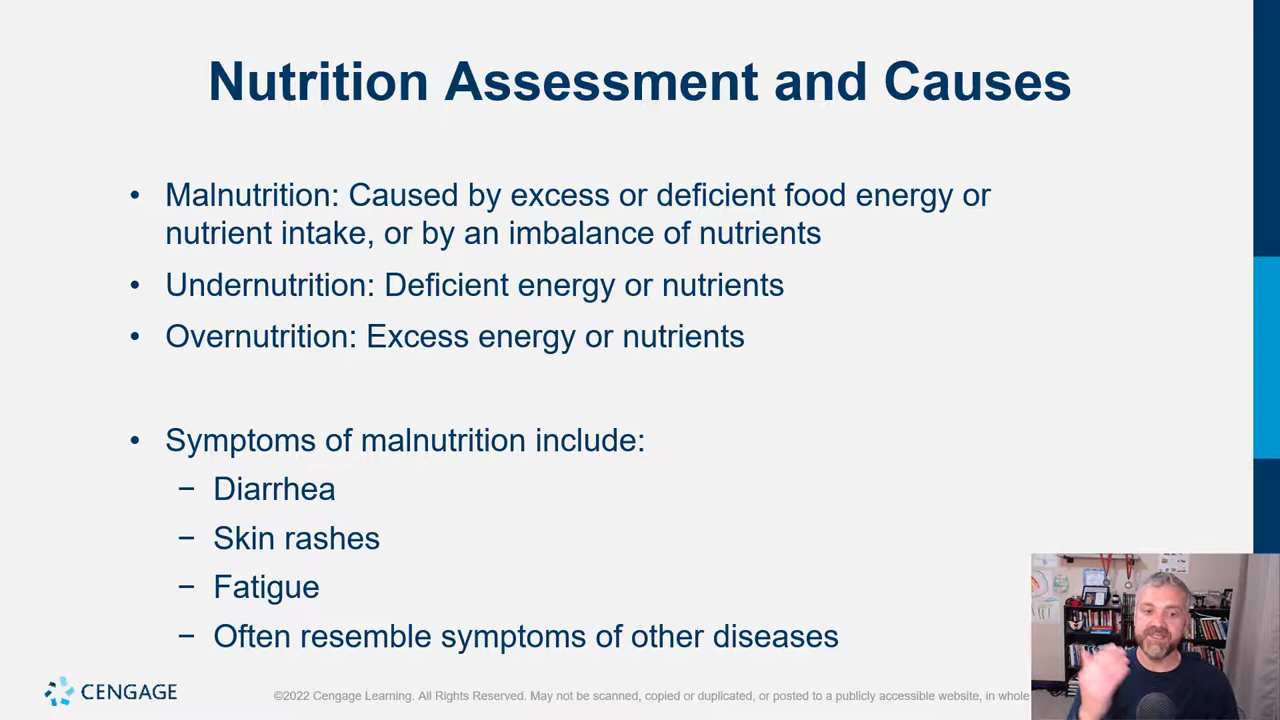 Nutrition Assessment and Causes
• Malnutrition: Caused by excess or deficient food energy or
nutrient intake, or by an imbalance of nutrients
• Undernutrition: Deficient energy or nutrients
• Overnutrition: Excess energy or nutrients
• Symptoms of malnutrition include:
− Diarrhea
− Skin rashes
− Fatigue
− Often resemble symptoms of other diseases
CENGAGE
©2022 Cengage Learning. All Rights Reserved. May not be scanned, copied or duplicated, or posted to a publicly accessible website, in whole